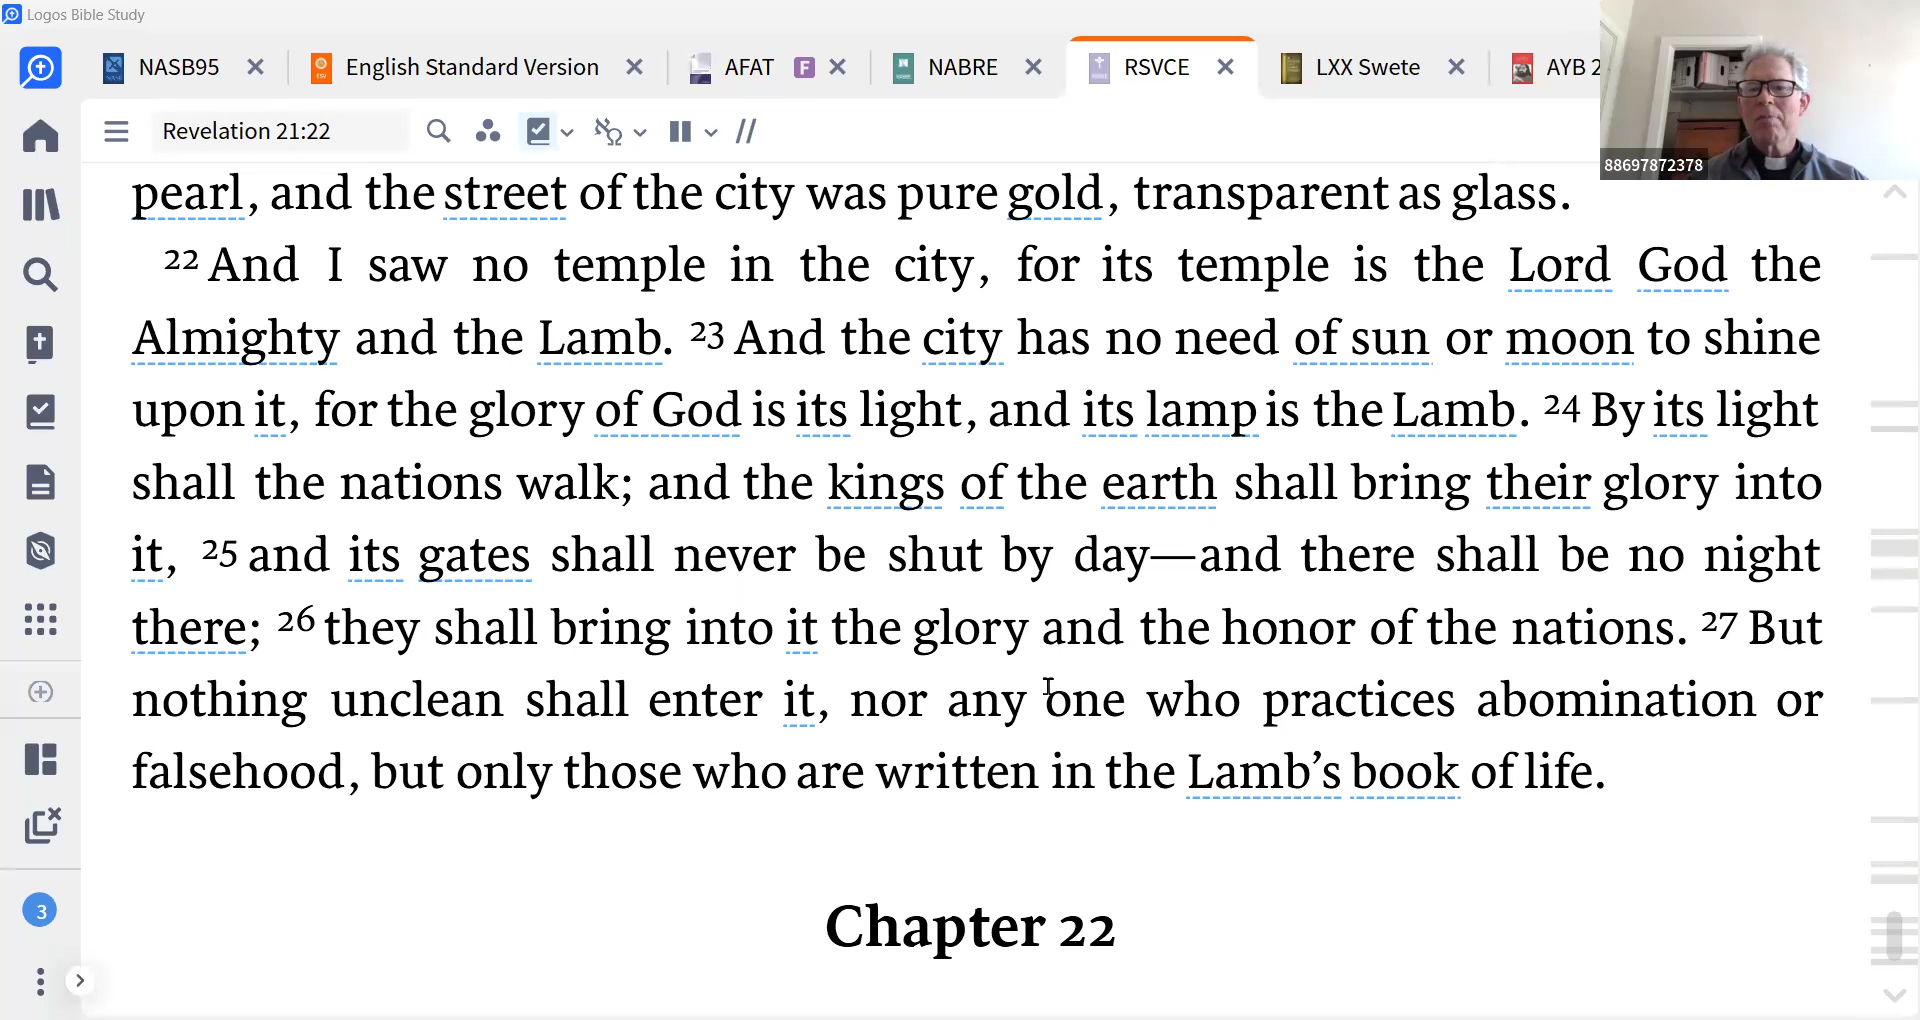 Logos Bible Study
NASB95 English Standard Version AFAT F NABRE RSVCE LXX Swete AYB 2
Revelation 21:22
88697872378
pearl, and the street of the city was pure gold, transparent as glass.
22 And I saw no temple in the city, for its temple is the Lord God the
Almighty and the Lamb. 23 And the city has no need of sun or moon to shine
upon it, for the glory of God is its light, and its lamp is the Lamb. 24 By its light
shall the nations walk; and the kings of the earth shall bring their glory into
it, 25 and its gates shall never be shut by day—and there shall be no night
there; 26 they shall bring into it the glory and the honor of the nations. 27 But
nothing unclean shall enter it, nor any one who practices abomination or
falsehood, but only those who are written in the Lamb’s book of life.
Chapter 22
3